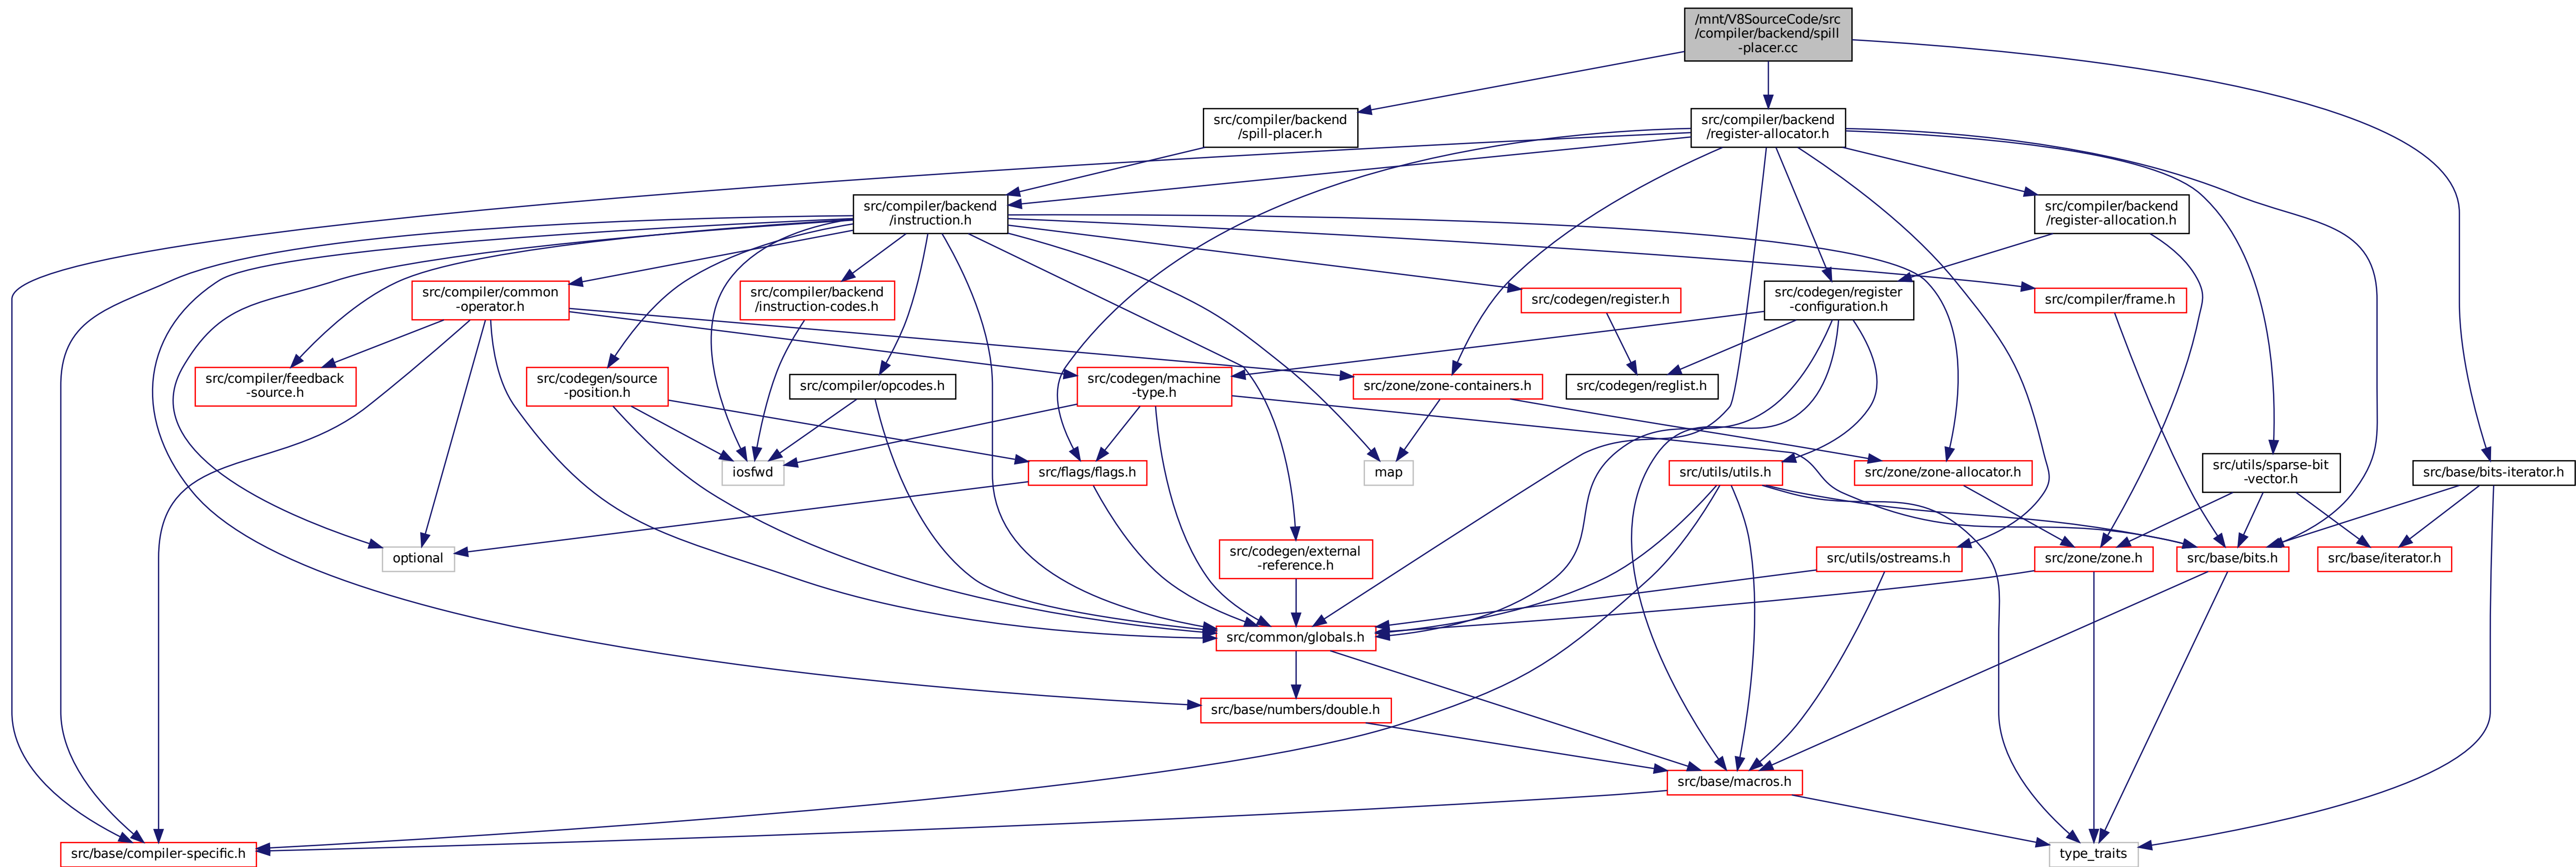 /mnt/V8SourceCode/src
/compiler/backend/spill
-placer.cc
src/compiler/backend
/spill-placer.h
src/compiler/backend
/register-allocator.h
src/compiler/backend
/instruction.h
src/compiler/backend
/register-allocation.h
src/compiler/common
-operator.h
src/compiler/backend
/instruction-codes.h
src/codegen/register.h
src/codegen/register
-configuration.h
src/compiler/frame.h
src/compiler/feedback
-source.h
src/codegen/source
-position.h
src/compiler/opcodes.h
src/codegen/machine
-type.h
src/zone/zone-containers.h
src/codegen/reglist.h
iosfwd
src/flags/flags.h
map
src/utils/utils.h
src/zone/zone-allocator.h
src/utils/sparse-bit
-vector.h
src/base/bits-iterator.h
optional
src/codegen/external
-reference.h
src/utils/ostreams.h
src/zone/zone.h
src/base/bits.h
src/base/iterator.h
src/common/globals.h
src/base/numbers/double.h
src/base/macros.h
src/base/compiler-specific.h
type_traits